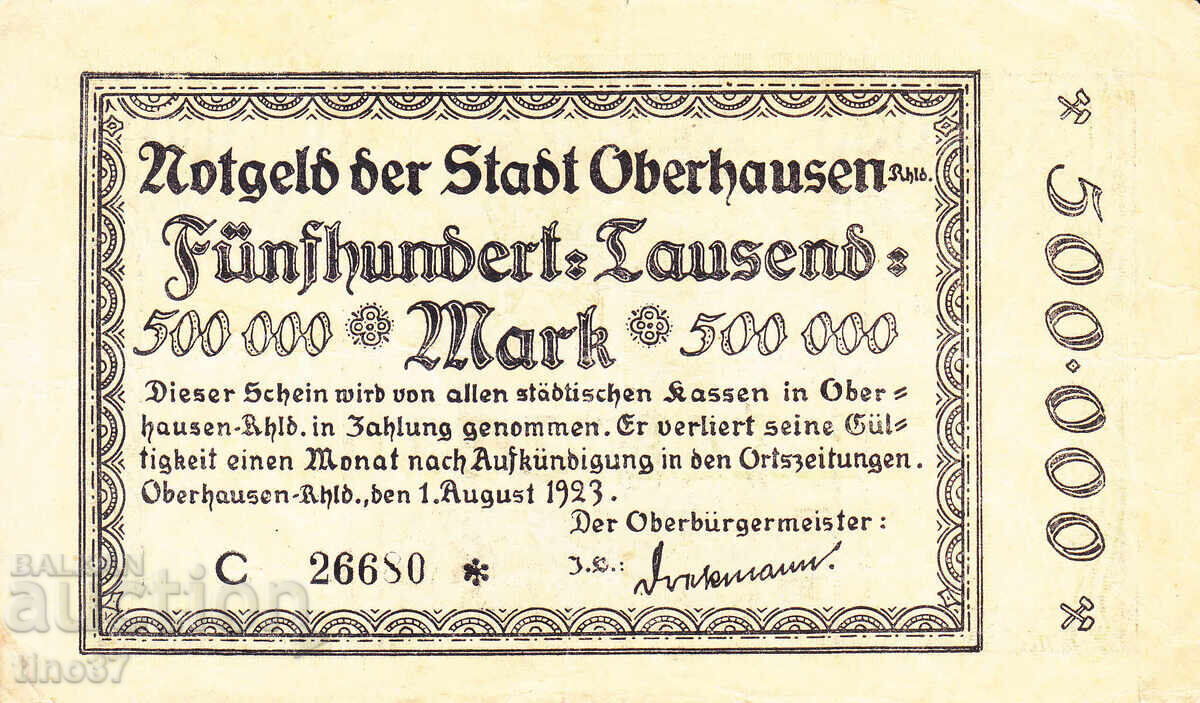 Notgeld der Stadt Oberhausen Rhld.
Fünfhundert=Tausend=
500 000 Mark 500 000
Dieser Schein wird von allen städtischen Kassen in Ober=
hausen-Rhld. in Zahlung genommen. Er verliert seine Gül=
tigkeit einen Monat nach Aufkündigung in den Ortszeitungen.
Oberhausen-Rhld., den 1. August 1923.
Der Oberbürgermeister:
C 26680 *
J.V.:
500.000
BALKAN
auction
tino37